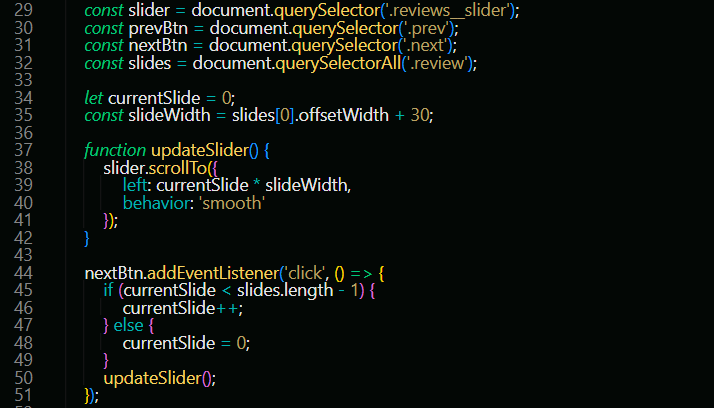 29 const slider = document.querySelector('.reviews__slider');
30 const prevBtn = document.querySelector('.prev');
31 const nextBtn = document.querySelector('.next');
32 const slides = document.querySelectorAll('.review');
33
34 let currentSlide = 0;
35 const slideWidth = slides[0].offsetWidth + 30;
36
37 function updateSlider() {
38 slider.scrollTo({
39 left: currentSlide * slideWidth,
40 behavior: 'smooth'
41 });
42 }
43
44 nextBtn.addEventListener('click', () => {
45 if (currentSlide < slides.length - 1) {
46 currentSlide++;
47 } else {
48 currentSlide = 0;
49 }
50 updateSlider();
51 });